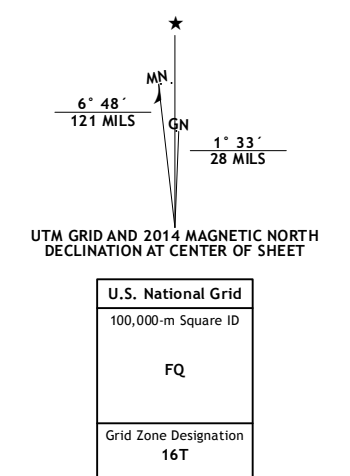 ★
MN
6° 48´
121 MILS
GN
1° 33´
28 MILS
UTM GRID AND 2014 MAGNETIC NORTH
DECLINATION AT CENTER OF SHEET
U.S. National Grid
100,000-m Square ID
FQ
Grid Zone Designation
16T